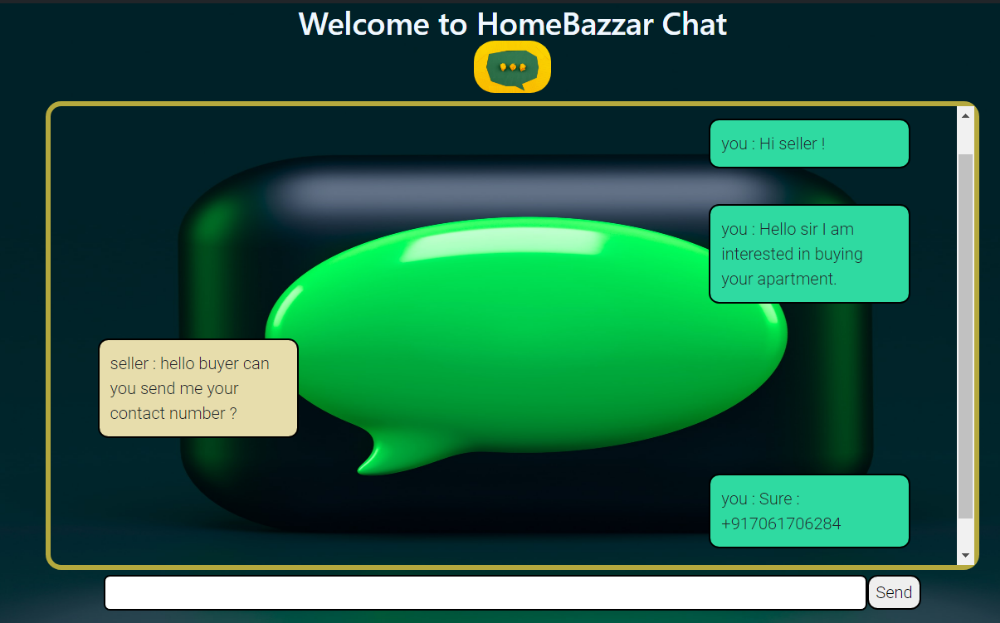 Welcome to HomeBazzar Chat
you : Hi seller !
you : Hello sir I am
interested in buying
your apartment.
seller : hello buyer can
you send me your
contact number ?
you : Sure :
+917061706284
Send